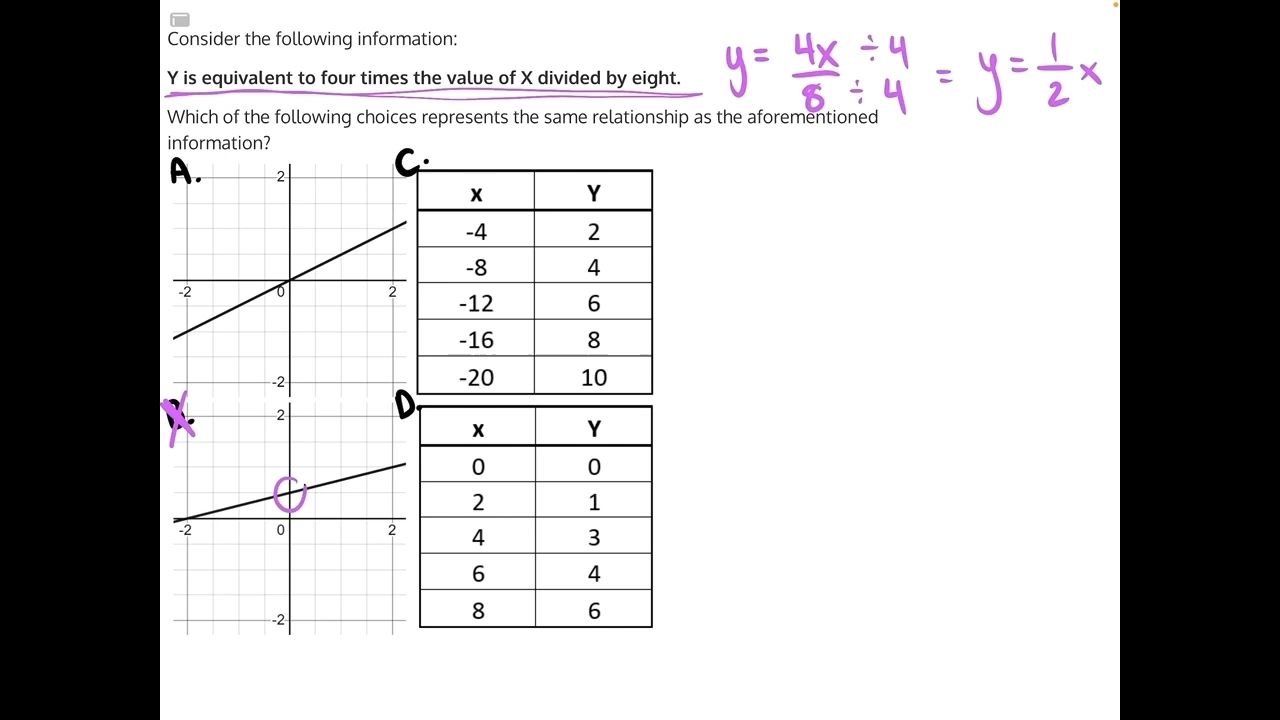 Consider the following information:
Y is equivalent to four times the value of X divided by eight.
y = 4x/8 ÷4/÷4 = y = 1/2 x
Which of the following choices represents the same relationship as the aforementioned
information?
A.
2
-2 0 2
-2
C.
x Y
-4 2
-8 4
-12 6
-16 8
-20 10
2
-2 0 2
-2
D.
x Y
0 0
2 1
4 3
6 4
8 6